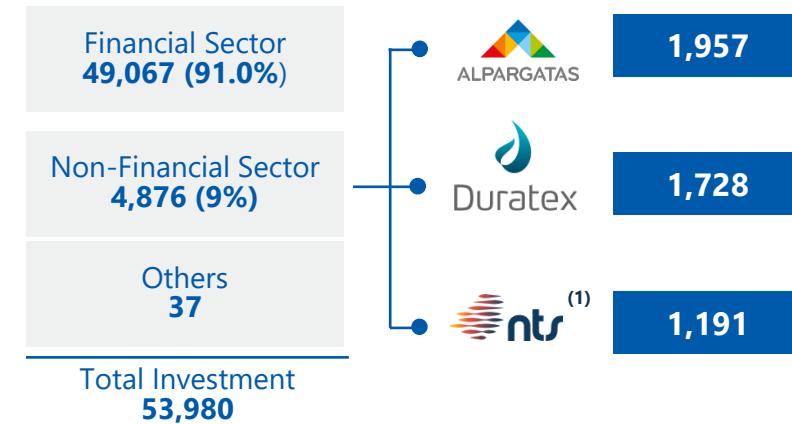 Financial Sector
49,067 (91.0%)
Non-Financial Sector
4,876 (9%)
Others
37
Total Investment
53,980
ALPARGATAS
1,957
Duratex
1,728
nts (1)
1,191